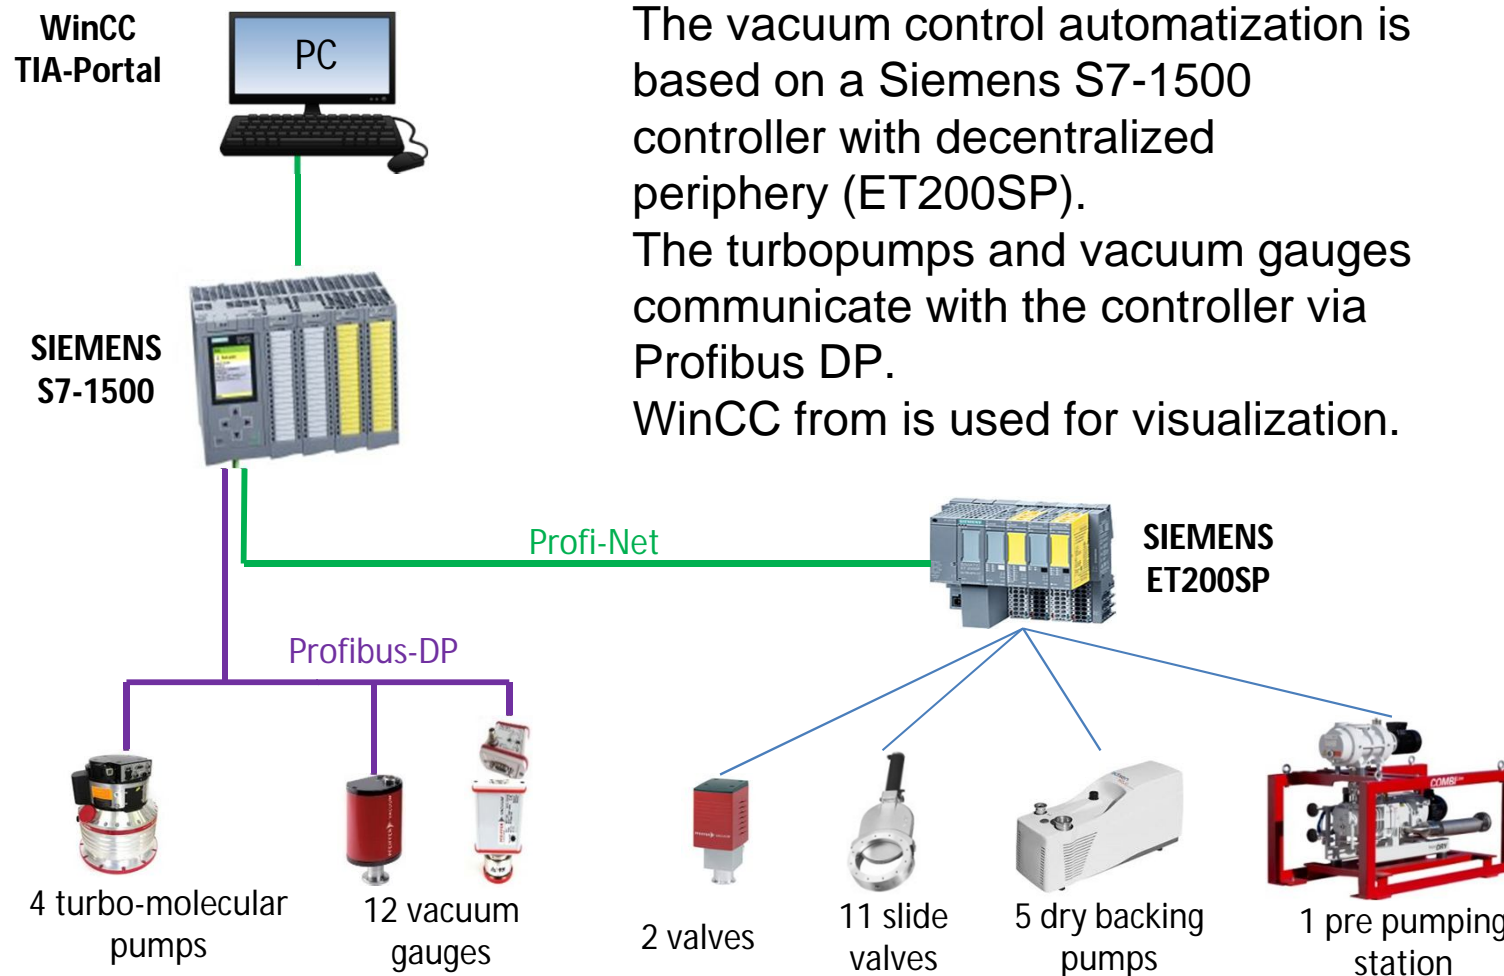 WinCC
TIA-Portal
PC
The vacuum control automatization is
based on a Siemens S7-1500
controller with decentralized
periphery (ET200SP).
The turbopumps and vacuum gauges
communicate with the controller via
Profibus DP.
WinCC from is used for visualization.
SIEMENS
S7-1500
Profi-Net
SIEMENS
ET200SP
Profibus-DP
COMBI
DRY
4 turbo-molecular
pumps
12 vacuum
gauges
2 valves
11 slide
valves
5 dry backing
pumps
1 pre pumping
station